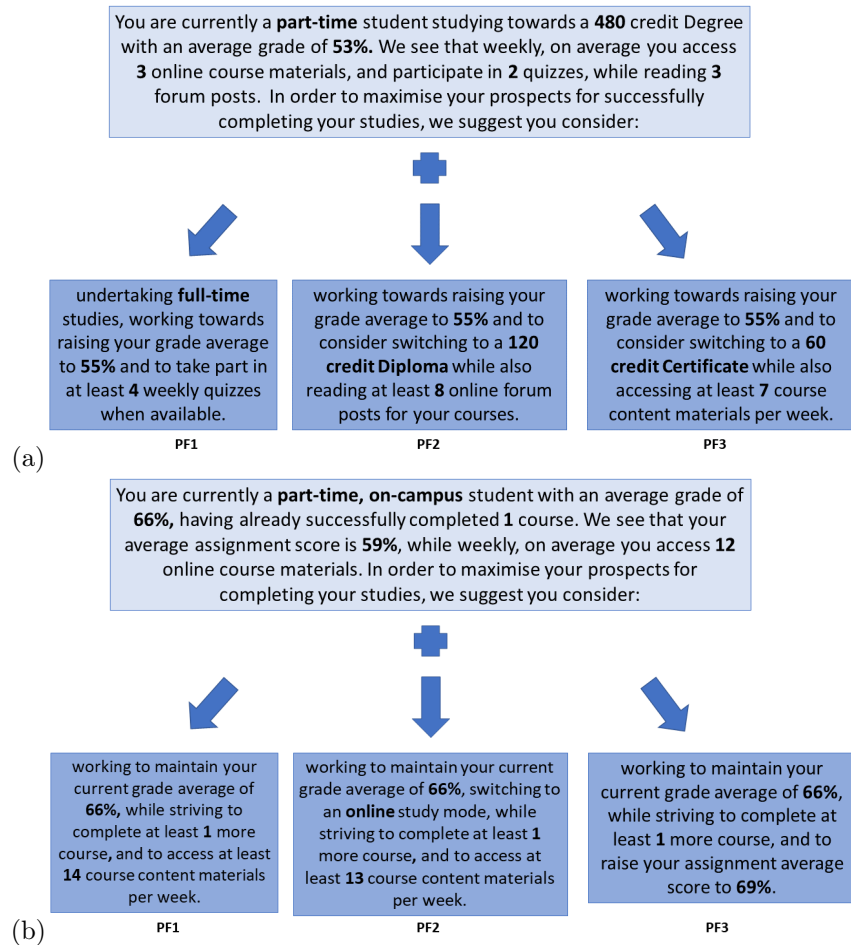 You are currently a part-time student studying towards a 480 credit Degree
with an average grade of 53%. We see that weekly, on average you access
3 online course materials, and participate in 2 quizzes, while reading 3
forum posts. In order to maximise your prospects for successfully
completing your studies, we suggest you consider:
undertaking full-time
studies, working towards
raising your grade average
to 55% and to take part in
at least 4 weekly quizzes
when available.
PF1
working towards raising your
grade average to 55% and to
consider switching to a 120
credit Diploma while also
reading at least 8 online forum
posts for your courses.
PF2
working towards raising your
grade average to 55% and to
consider switching to a 60
credit Certificate while also
accessing at least 7 course
content materials per week.
PF3
(a)
You are currently a part-time, on-campus student with an average grade of
66%, having already successfully completed 1 course. We see that your
average assignment score is 59%, while weekly, on average you access 12
online course materials. In order to maximise your prospects for
completing your studies, we suggest you consider:
working to maintain your
current grade average of
66%, while striving to
complete at least 1 more
course, and to access at least
14 course content materials
per week.
PF1
working to maintain your current
grade average of 66%, switching to
an online study mode, while
striving to complete at least 1
more course, and to access at
least 13 course content materials
per week.
PF2
working to maintain your
current grade average of 66%,
while striving to complete at
least 1 more course, and to
raise your assignment average
score to 69%.
PF3
(b)